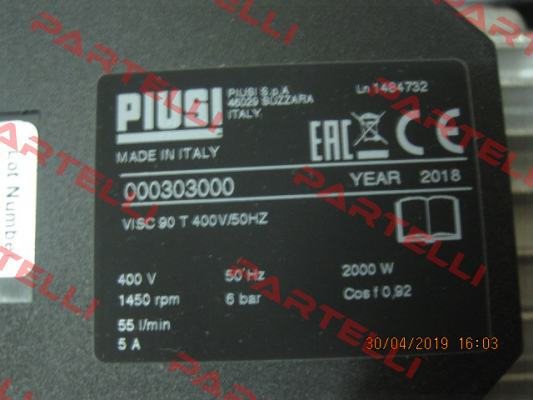 PIUSI
PIUSI S.p.A
46029 SUZZARA
ITALY.
Ln 1484732
MADE IN ITALY
EAC CE
000303000 YEAR 2018
VISC 90 T 400V/50HZ
400 V 50 Hz 2000 W
1450 rpm 6 bar Cos f 0,92
55 l/min
5 A
Lot Numbe
30/04/2019 16:03
PARTELLI
PARTELLI
PARTELLI
PARTELLI
PARTELLI